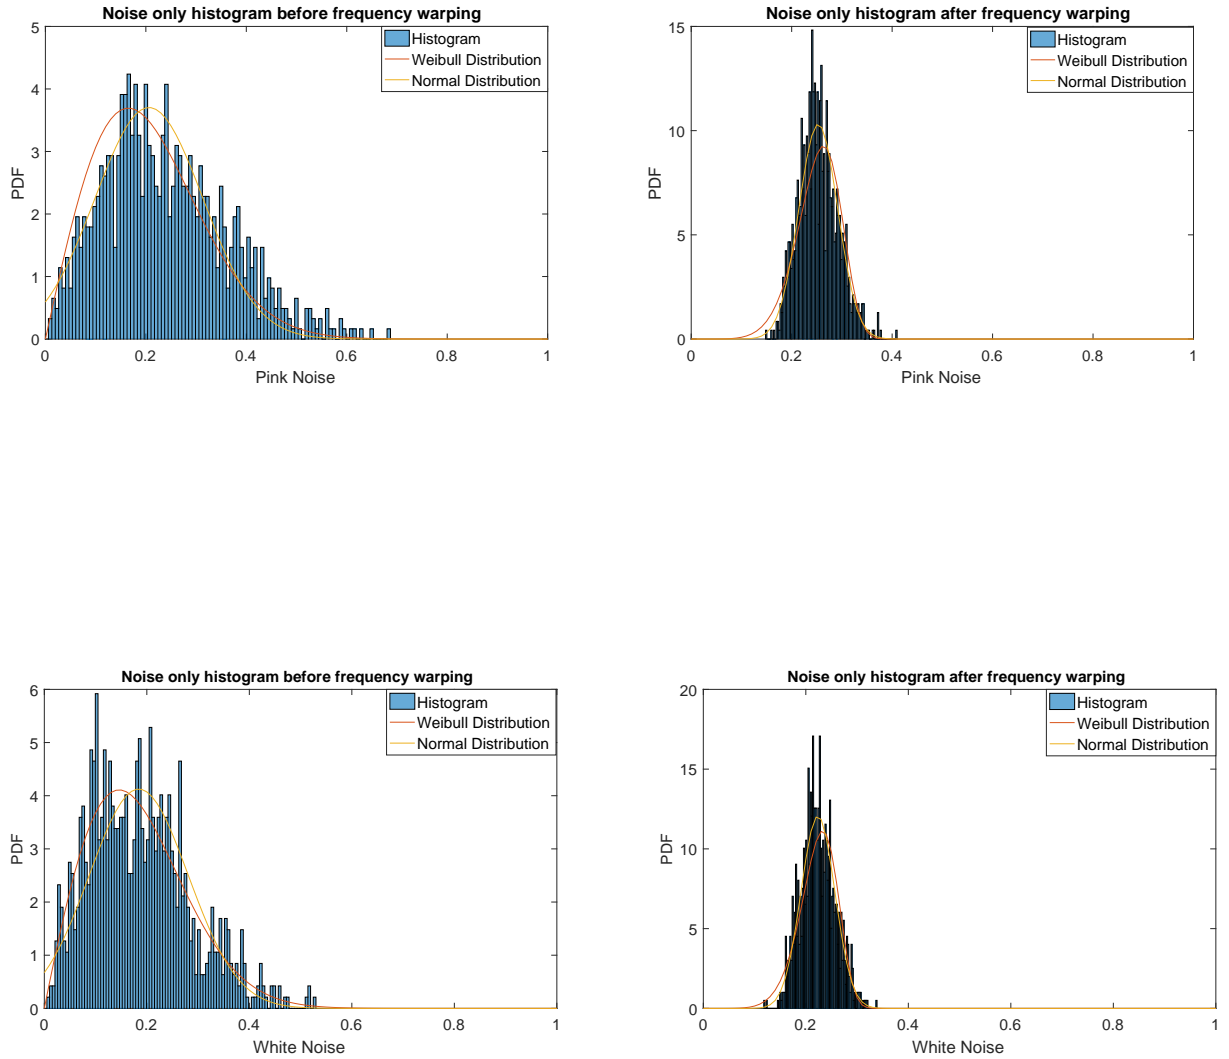 Noise only histogram before frequency warping
5
4
3
2
1
0
PDF
Histogram
Weibull Distribution
Normal Distribution
0 0.2 0.4 0.6 0.8 1
Pink Noise
Noise only histogram after frequency warping
15
10
5
0
PDF
Histogram
Weibull Distribution
Normal Distribution
0 0.2 0.4 0.6 0.8 1
Pink Noise
Noise only histogram before frequency warping
6
5
4
3
2
1
0
PDF
Histogram
Weibull Distribution
Normal Distribution
0 0.2 0.4 0.6 0.8 1
White Noise
Noise only histogram after frequency warping
20
15
10
5
0
PDF
Histogram
Weibull Distribution
Normal Distribution
0 0.2 0.4 0.6 0.8 1
White Noise